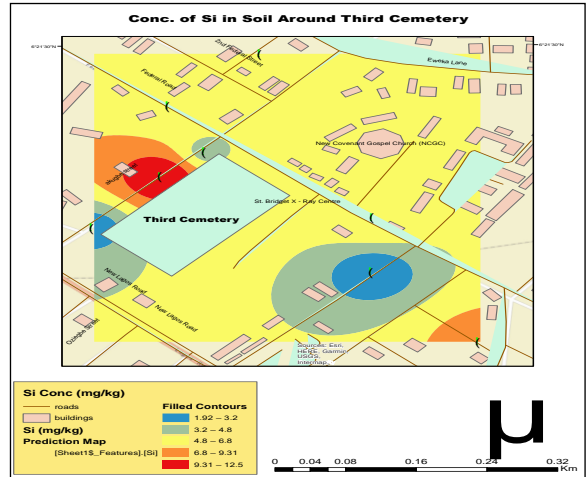 Conc. of Si in Soil Around Third Cemetery
6°21'30"N
6°21'30"N
2nd Federal Street
Eweka Lane
Federal Road
New Covenant Gospel Church (NCGC)
St. Bridget X - Ray Centre
Third Cemetery
New Lagos Road
New Lagos Road
Sources: Esri,
HERE, Garmin,
USGS,
Intermap,
Si Conc (mg/kg)
roads
buildings
Si (mg/kg)
Prediction Map
[Sheet1$_Features].[Si]
Filled Contours
1.92 – 3.2
3.2 – 4.8
4.8 – 6.8
6.8 – 9.31
9.31 – 12.5
µ
0 0.04 0.08 0.16 0.24 0.32
Km